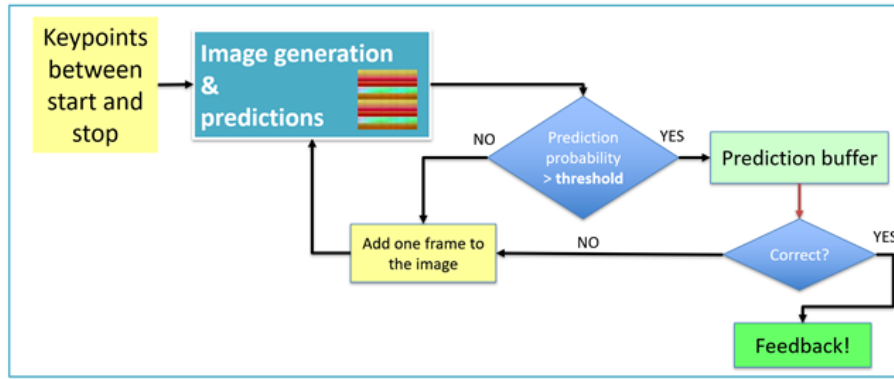 Keypoints
between
start and
stop
Image generation
&
predictions
NO
Prediction
probability
> threshold
YES
Prediction buffer
Add one frame to
the image
NO
Correct?
YES
Feedback!